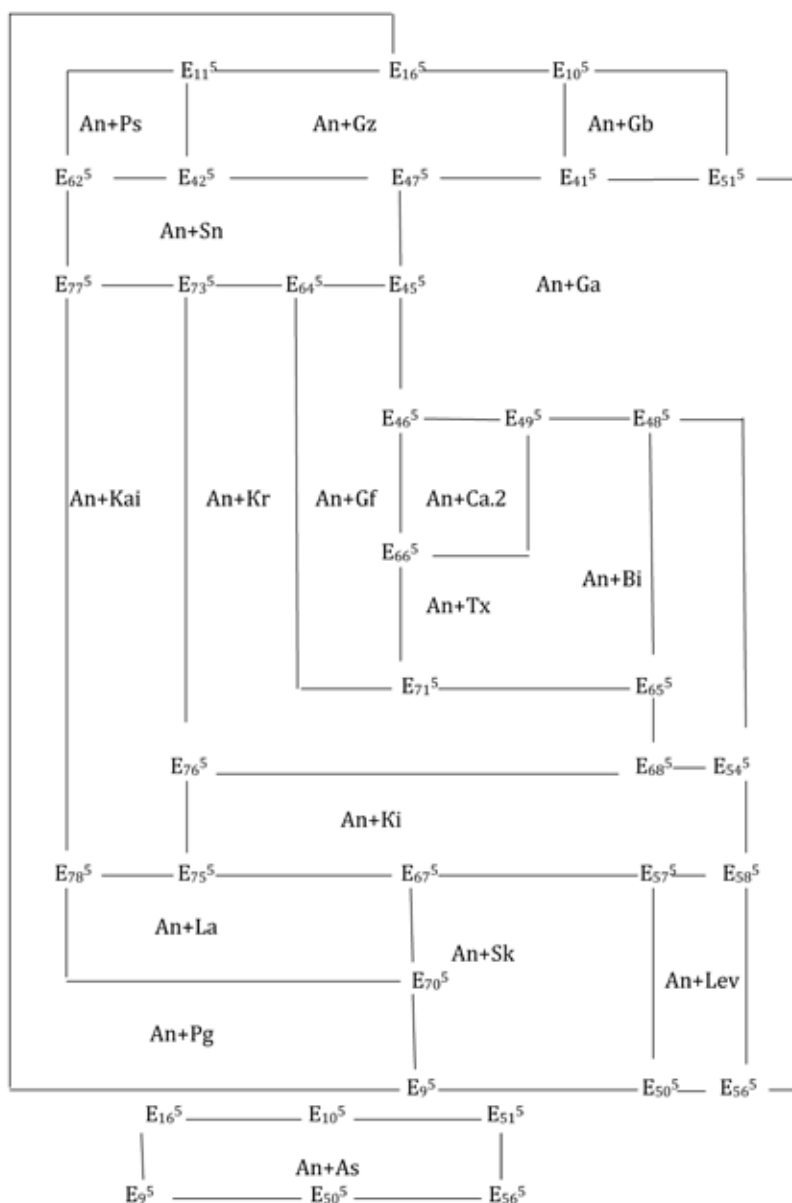 E₁₁⁵ E₁₆⁵ E₁₀⁵
An+Ps An+Gz An+Gb
E₆₂⁵ E₄₂⁵ E₄₇⁵ E₄₁⁵ E₅₁⁵
An+Sn
E₇₇⁵ E₇₃⁵ E₆₄⁵ E₄₅⁵ An+Ga
E₄₆⁵ E₄₉⁵ E₄₈⁵
An+Kai An+Kr An+Gf An+Ca.2
E₆₆⁵
An+Bi
An+Tx
E₇₁⁵ E₆₅⁵
E₇₆⁵ E₆₈⁵ E₅₄⁵
An+Ki
E₇₈⁵ E₇₅⁵ E₆₇⁵ E₅₇⁵ E₅₈⁵
An+La
An+Sk
E₇₀⁵ An+Lev
An+Pg
E₉⁵ E₅₀⁵ E₅₆⁵
E₁₆⁵ E₁₀⁵ E₅₁⁵
An+As
E₉⁵ E₅₀⁵ E₅₆⁵